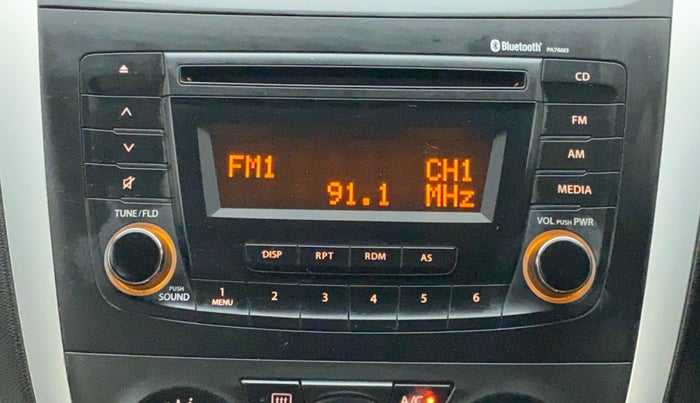 Bluetooth PA76M3
CD
FM
FM1 CH1
AM
91.1 MHz
MEDIA
TUNE/FLD
VOL PUSH PWR
DISP RPT RDM AS
PUSH
SOUND
1 2 3 4 5 6
MENU
A/C